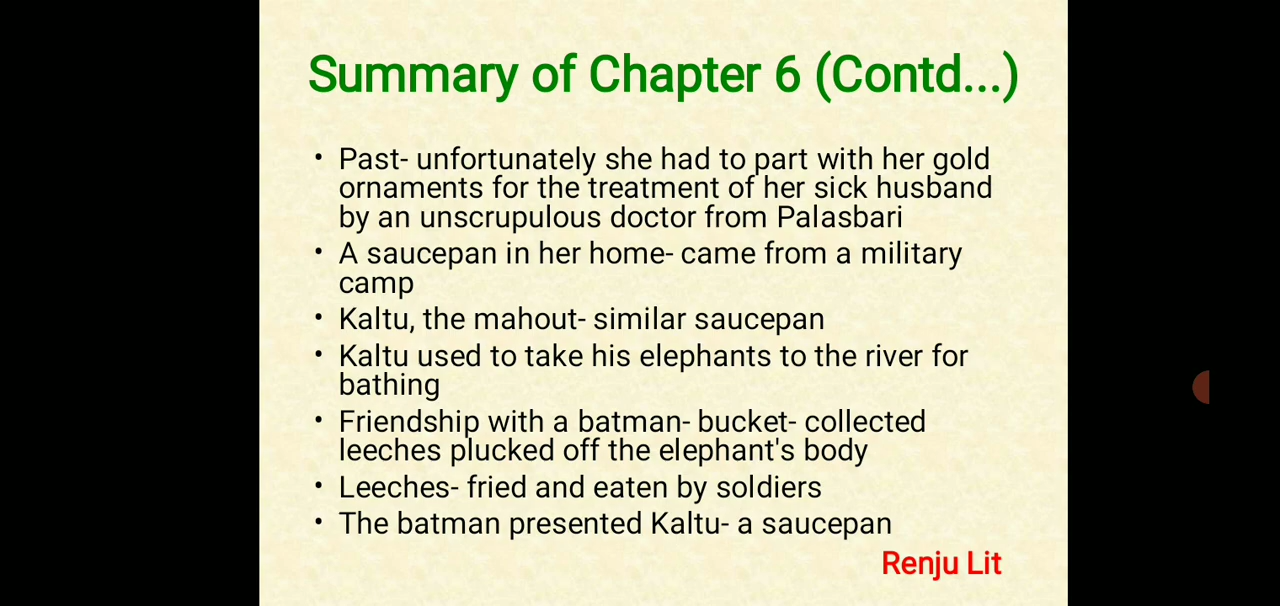 Summary of Chapter 6 (Contd...)
• Past- unfortunately she had to part with her gold
ornaments for the treatment of her sick husband
by an unscrupulous doctor from Palasbari
• A saucepan in her home- came from a military
camp
• Kaltu, the mahout- similar saucepan
• Kaltu used to take his elephants to the river for
bathing
• Friendship with a batman- bucket- collected
leeches plucked off the elephant's body
• Leeches- fried and eaten by soldiers
• The batman presented Kaltu- a saucepan
Renju Lit